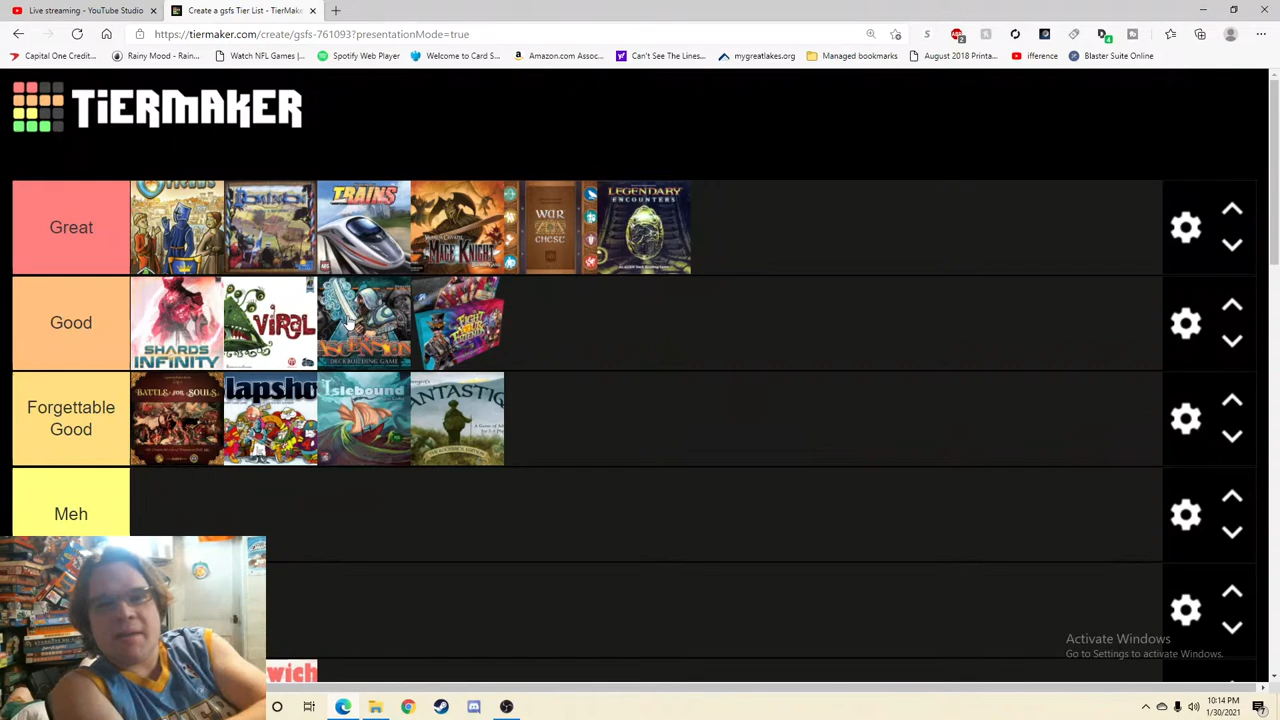 Live streaming - YouTube Studio
Create a gsfs Tier List - TierMake
https://tiermaker.com/create/gsfs-761093?presentationMode=true
Capital One Credit...
Rainy Mood - Rain...
Watch NFL Games |...
Spotify Web Player
Welcome to Card S...
Amazon.com Assoc...
Can't See The Lines...
mygreatlakes.org
Managed bookmarks
August 2018 Printa...
ifference
Blaster Suite Online
TiERMAKER
Great
DOMINION
TRAINS
MAGE KNIGHT
WAR
CHEST
LEGENDARY
ENCOUNTERS
Good
SHARDS
INFINITY
VIRAL
ASCENSION
DECKBUILDING GAME
Forgettable
Good
BATTLE FOR SOULS
lapsho
Islebound
ANTASTIQ
Meh
wich
Activate Windows
Go to Settings to activate Windows.
10:14 PM
1/30/2021